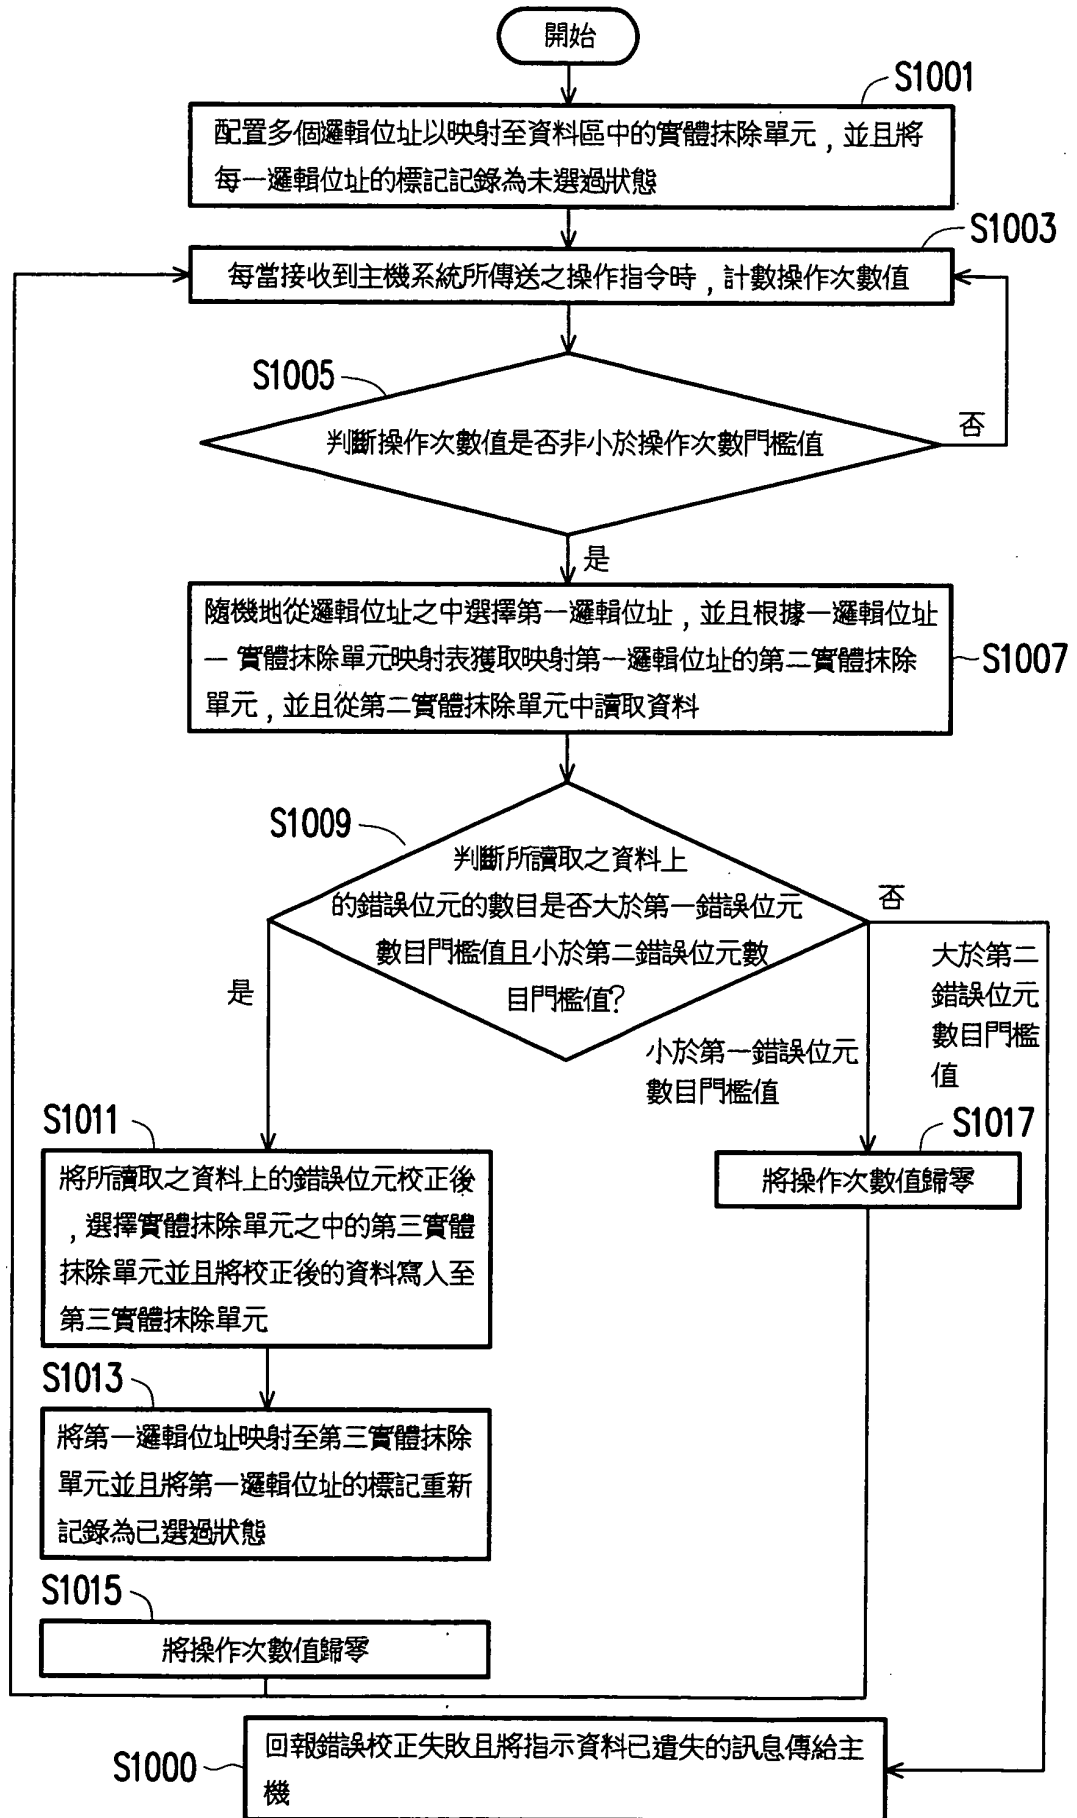 開始
S1001
配置多個邏輯位址以映射至資料區中的實體抹除單元,並且將
每一邏輯位址的標記記錄為未選過狀態
S1003
每當接收到主機系統所傳送之操作指令時,計數操作次數值
S1005
判斷操作次數值是否非小於操作次數門檻值
否
是
隨機地從邏輯位址之中選擇第一邏輯位址,並且根據一邏輯位址
一實體抹除單元映射表獲取映射第一邏輯位址的第二實體抹除
單元,並且從第二實體抹除單元中讀取資料
S1007
S1009
判斷所讀取之資料上
的錯誤位元的數目是否大於第一錯誤位元
數目門檻值且小於第二錯誤位元數
目門檻值?
否
是
大於第二
錯誤位元
數目門檻
值
小於第一錯誤位元
數目門檻值
S1011
將所讀取之資料上的錯誤位元校正後
,選擇實體抹除單元之中的第三實體
抹除單元並且將校正後的資料寫入至
第三實體抹除單元
S1017
將操作次數值歸零
S1013
將第一邏輯位址映射至第三實體抹除
單元並且將第一邏輯位址的標記重新
記錄為已選過狀態
S1015
將操作次數值歸零
S1000
回報錯誤校正失敗且將指示資料已遺失的訊息傳給主
機